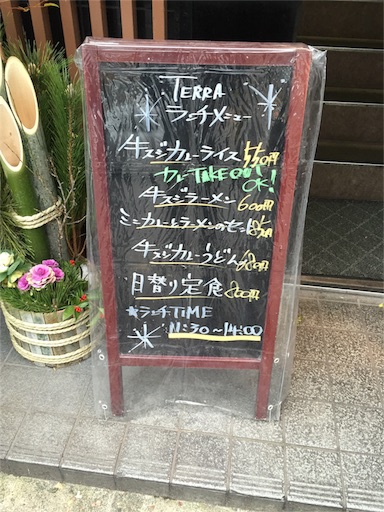 TERRA
ランチメニュー
牛スジカレーライス 550円
カレーTAKE OUT
OK!
牛スジラーメン 600円
ミニカレーとラーメンのセット 850円
牛スジカレーうどん 680円
日替り定食 800円
★ランチTIME
11:30～14:00